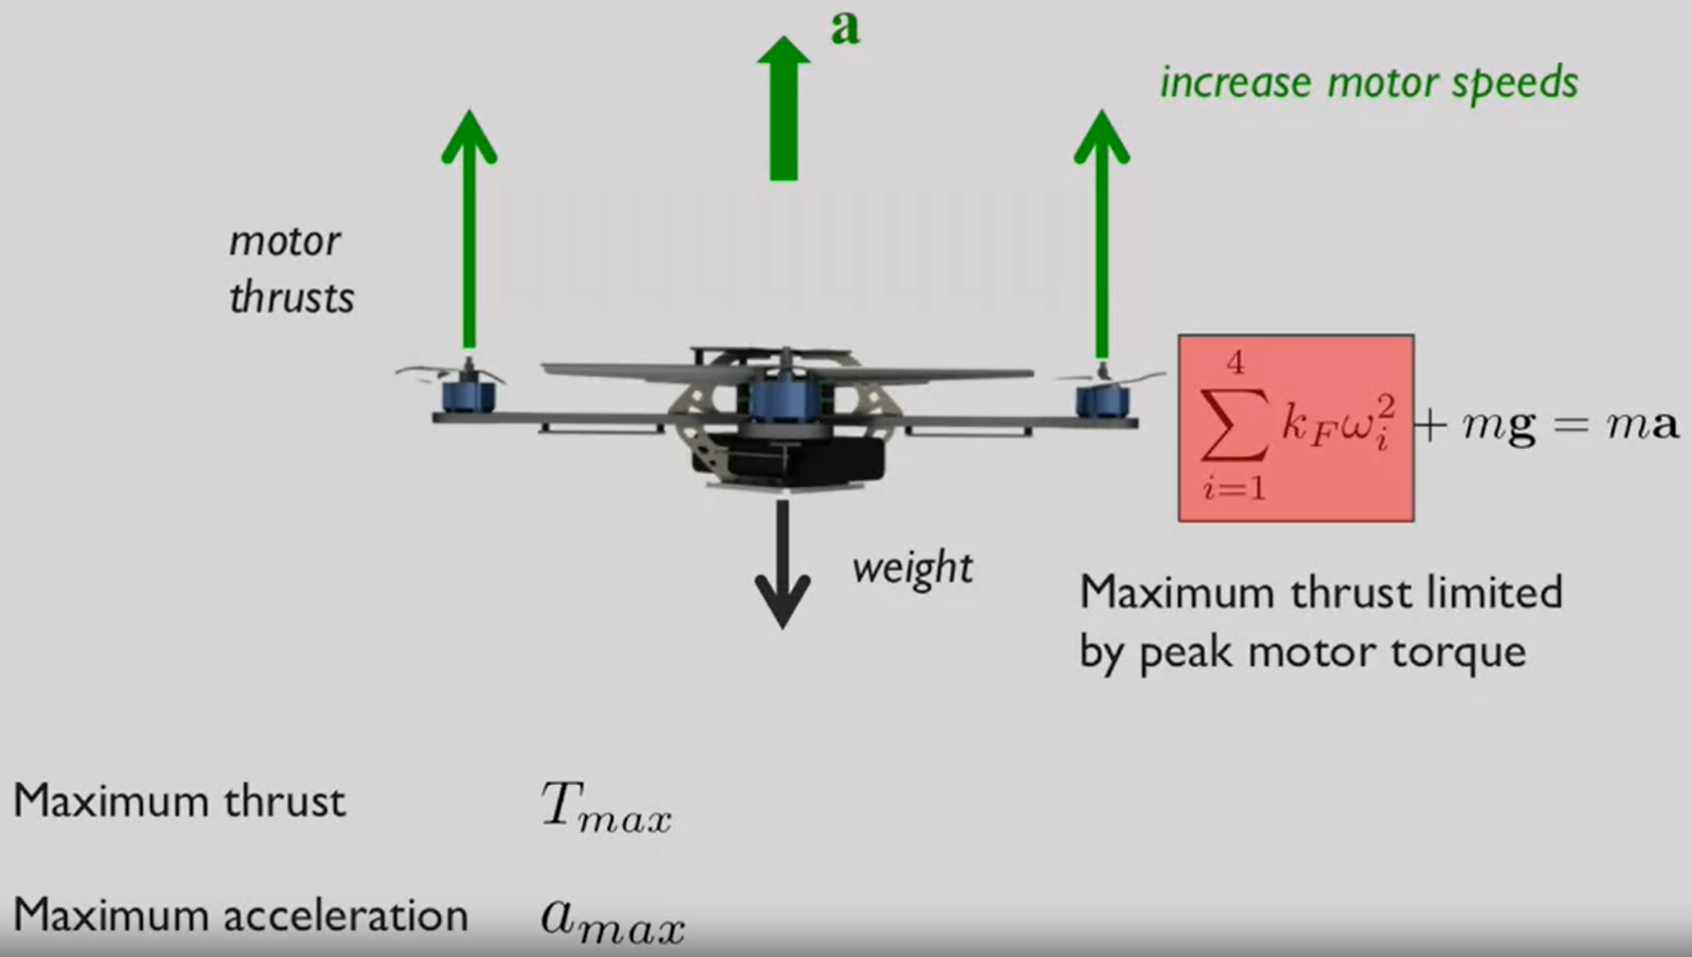 a
increase motor speeds
motor
thrusts
$\sum_{i=1}^{4} k_F \omega_i^2 + m\mathbf{g} = m\mathbf{a}$
weight
Maximum thrust limited
by peak motor torque
Maximum thrust $T_{max}$
Maximum acceleration $a_{max}$